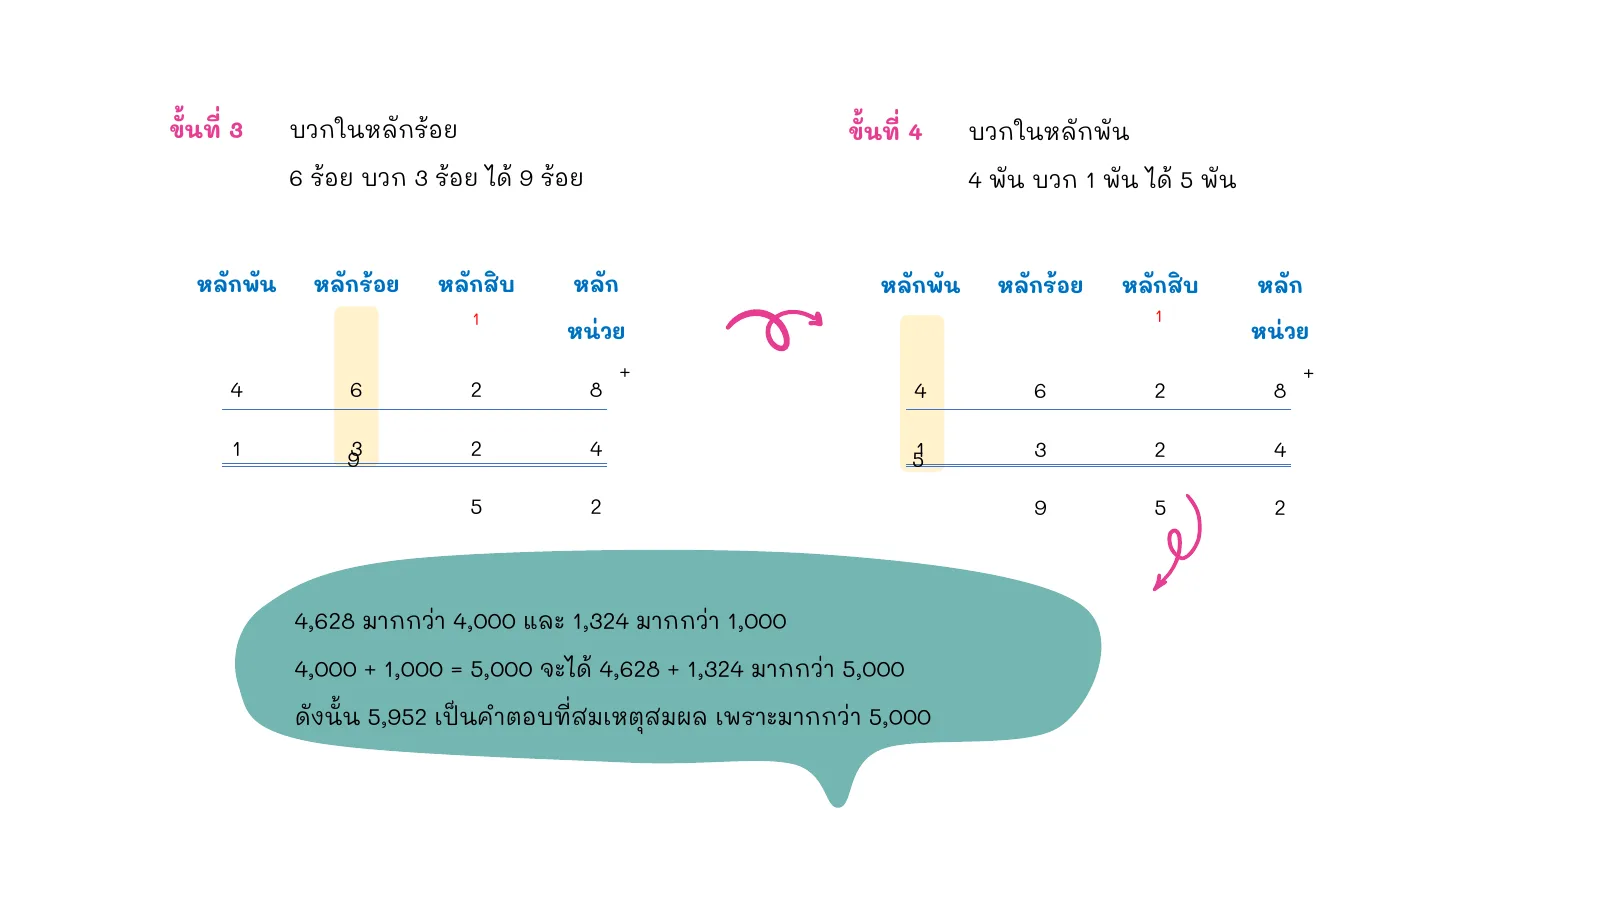 ขั้นที่ 3 บวกในหลักร้อย
6 ร้อย บวก 3 ร้อย ได้ 9 ร้อย
หลักพัน หลักร้อย หลักสิบ หลัก
หน่วย
1
+
4 6 2 8
1 3 2 4
9
5 2
ขั้นที่ 4 บวกในหลักพัน
4 พัน บวก 1 พัน ได้ 5 พัน
หลักพัน หลักร้อย หลักสิบ หลัก
หน่วย
1
+
4 6 2 8
1 3 2 4
5
9 5 2
4,628 มากกว่า 4,000 และ 1,324 มากกว่า 1,000
4,000 + 1,000 = 5,000 จะได้ 4,628 + 1,324 มากกว่า 5,000
ดังนั้น 5,952 เป็นคำตอบที่สมเหตุสมผล เพราะมากกว่า 5,000